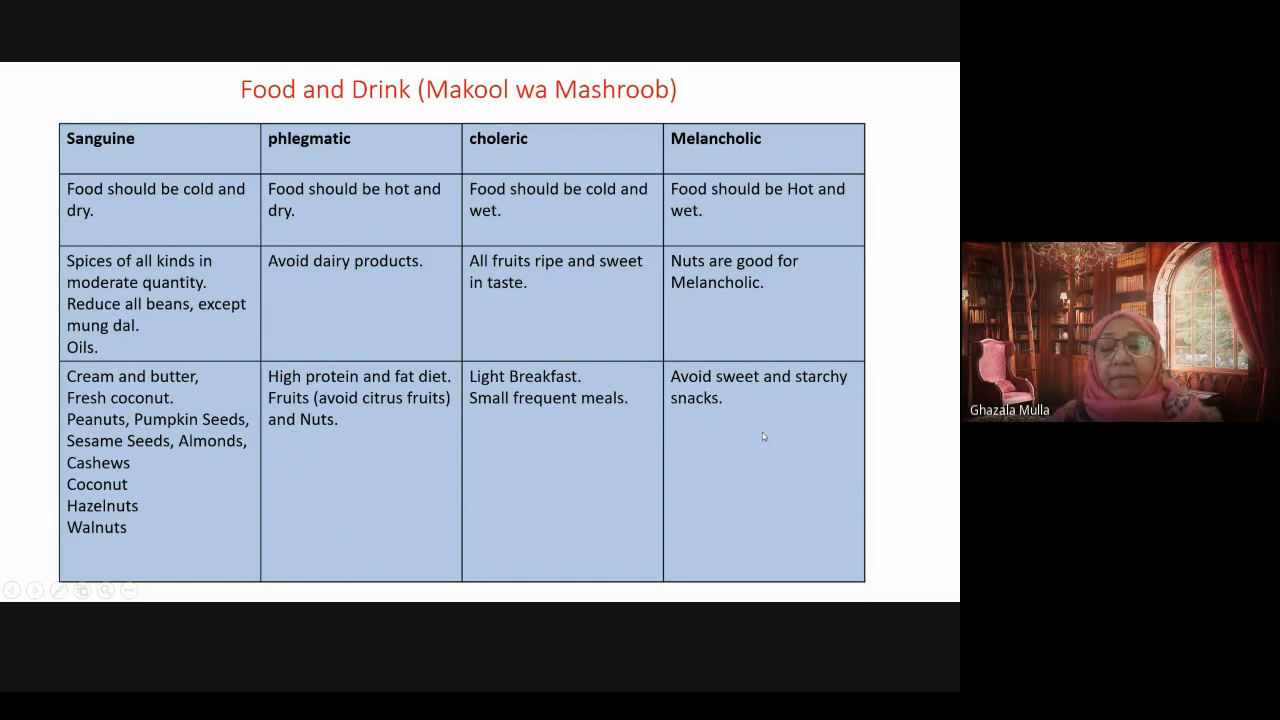 Food and Drink (Makool wa Mashroob)
Sanguine
phlegmatic
choleric
Melancholic
Food should be cold and
dry.
Food should be hot and
dry.
Food should be cold and
wet.
Food should be Hot and
wet.
Spices of all kinds in
moderate quantity.
Reduce all beans, except
mung dal.
Oils.
Avoid dairy products.
All fruits ripe and sweet
in taste.
Nuts are good for
Melancholic.
Cream and butter,
Fresh coconut.
Peanuts, Pumpkin Seeds,
Sesame Seeds, Almonds,
Cashews
Coconut
Hazelnuts
Walnuts
High protein and fat diet.
Fruits (avoid citrus fruits)
and Nuts.
Light Breakfast.
Small frequent meals.
Avoid sweet and starchy
snacks.
Ghazala Mulla